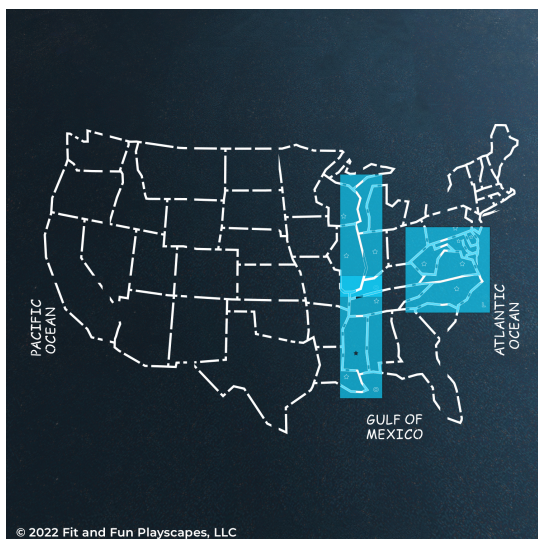 PACIFIC
OCEAN
ATLANTIC
OCEAN
GULF OF
MEXICO
© 2022 Fit and Fun Playscapes, LLC